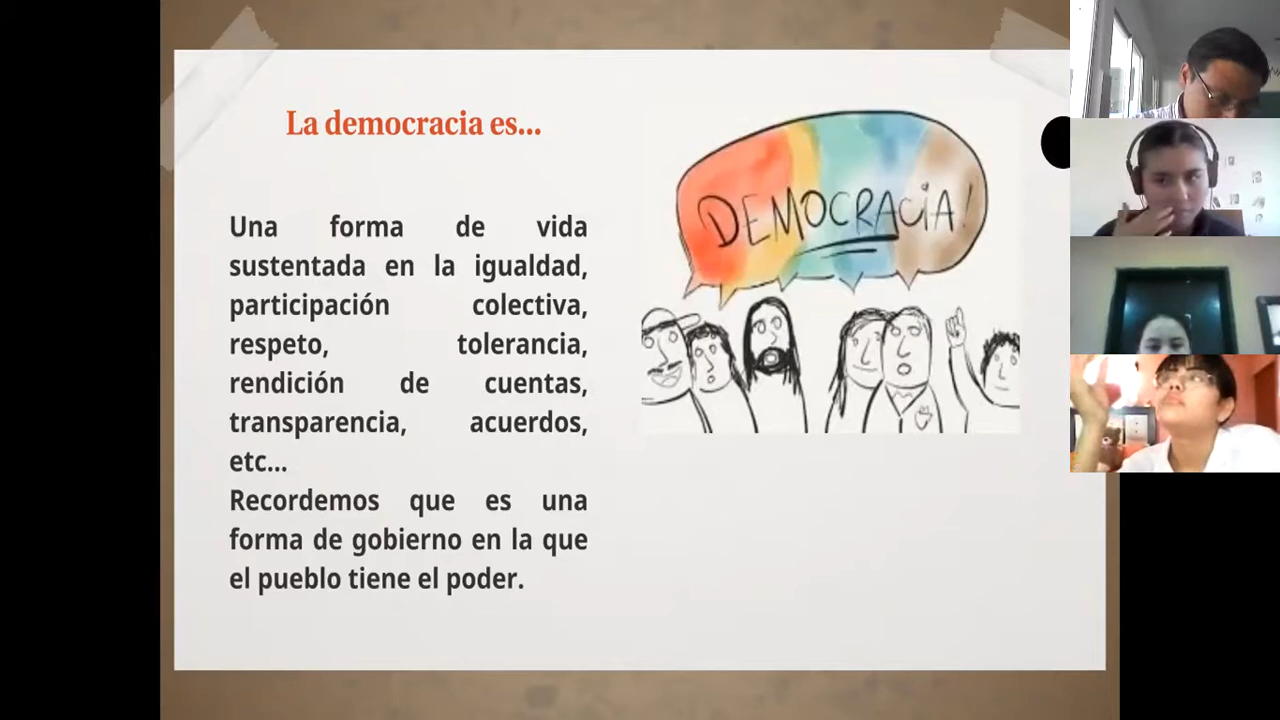 La democracia es...
Una forma de vida
sustentada en la igualdad,
participación colectiva,
respeto, tolerancia,
rendición de cuentas,
transparencia, acuerdos,
etc...
Recordemos que es una
forma de gobierno en la que
el pueblo tiene el poder.
DEMOCRACIA!